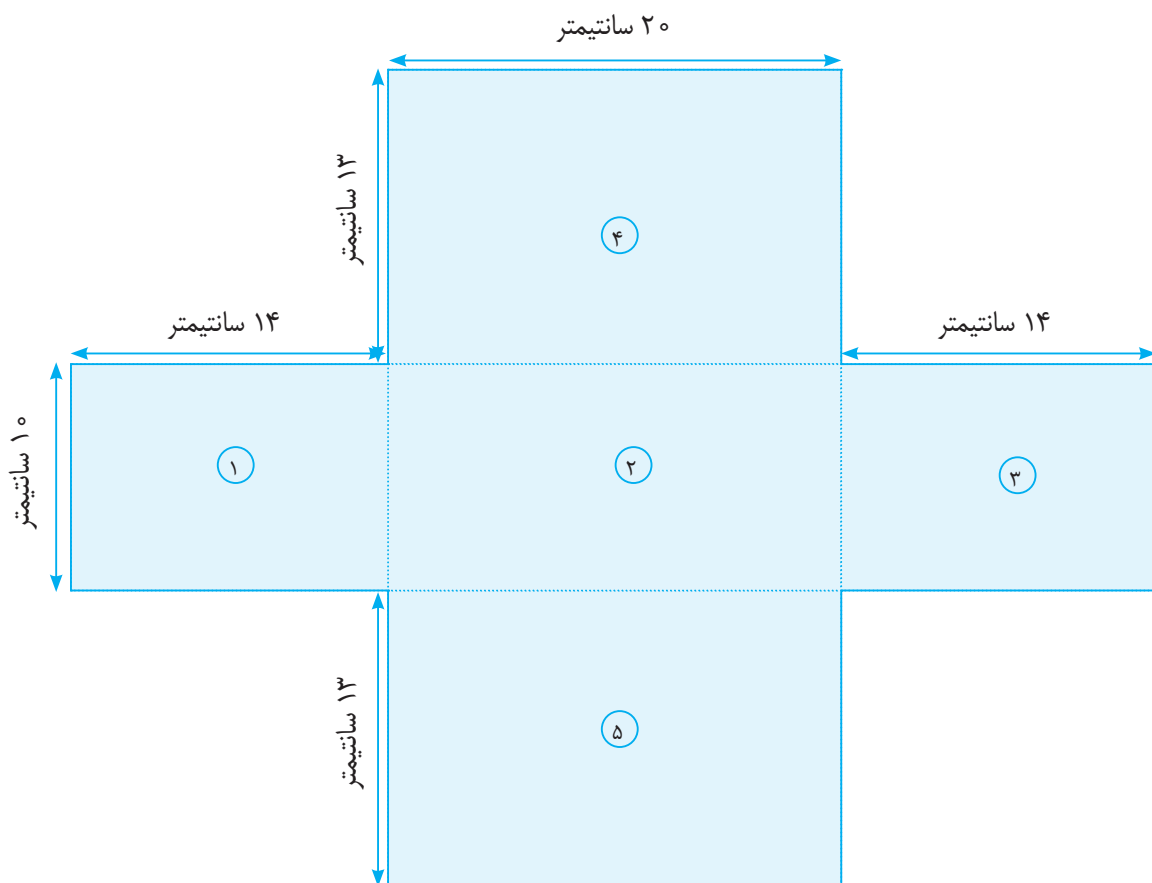 ۲۰ سانتیمتر
۱۳ سانتیمتر
۴
۱۴ سانتیمتر
۱۴ سانتیمتر
۱۰ سانتیمتر
۱
۲
۳
۱۳ سانتیمتر
۵